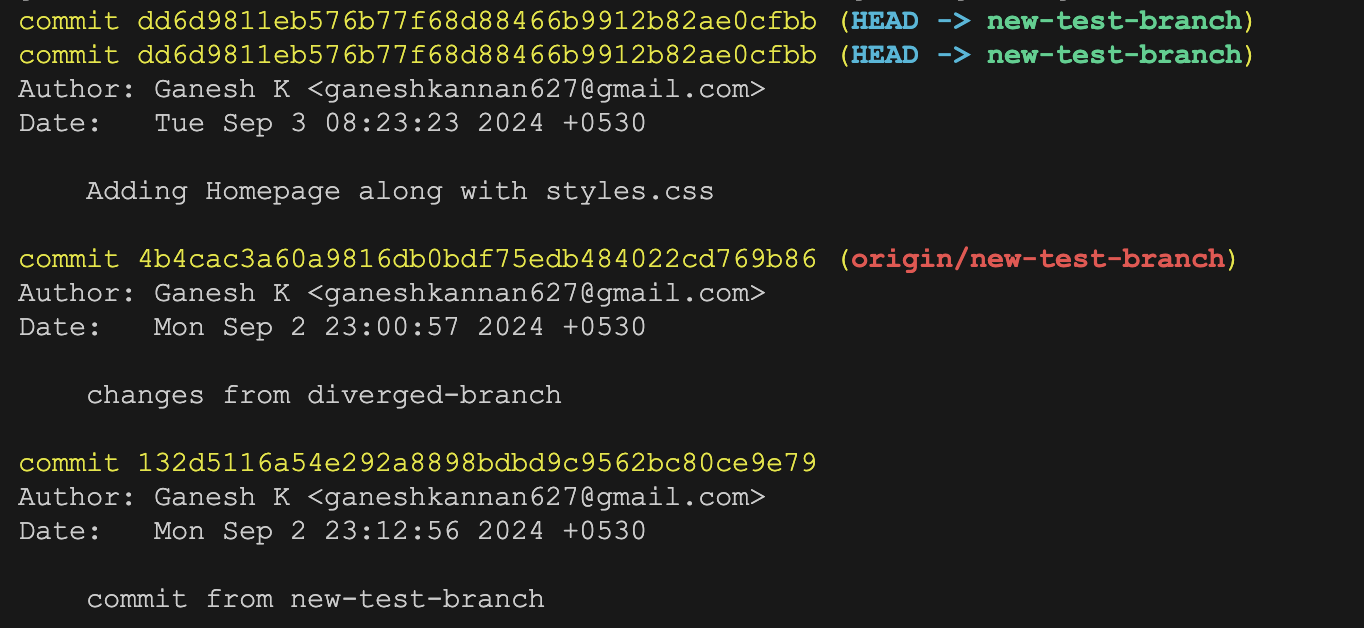 commit dd6d9811eb576b77f68d88466b9912b82ae0cfbb (HEAD -> new-test-branch)
commit dd6d9811eb576b77f68d88466b9912b82ae0cfbb (HEAD -> new-test-branch)
Author: Ganesh K <ganeshkannan627@gmail.com>
Date:   Tue Sep 3 08:23:23 2024 +0530
Adding Homepage along with styles.css
commit 4b4cac3a60a9816db0bdf75edb484022cd769b86 (origin/new-test-branch)
Author: Ganesh K <ganeshkannan627@gmail.com>
Date:   Mon Sep 2 23:00:57 2024 +0530
changes from diverged-branch
commit 132d5116a54e292a8898bdbd9c9562bc80ce9e79
Author: Ganesh K <ganeshkannan627@gmail.com>
Date:   Mon Sep 2 23:12:56 2024 +0530
commit from new-test-branch